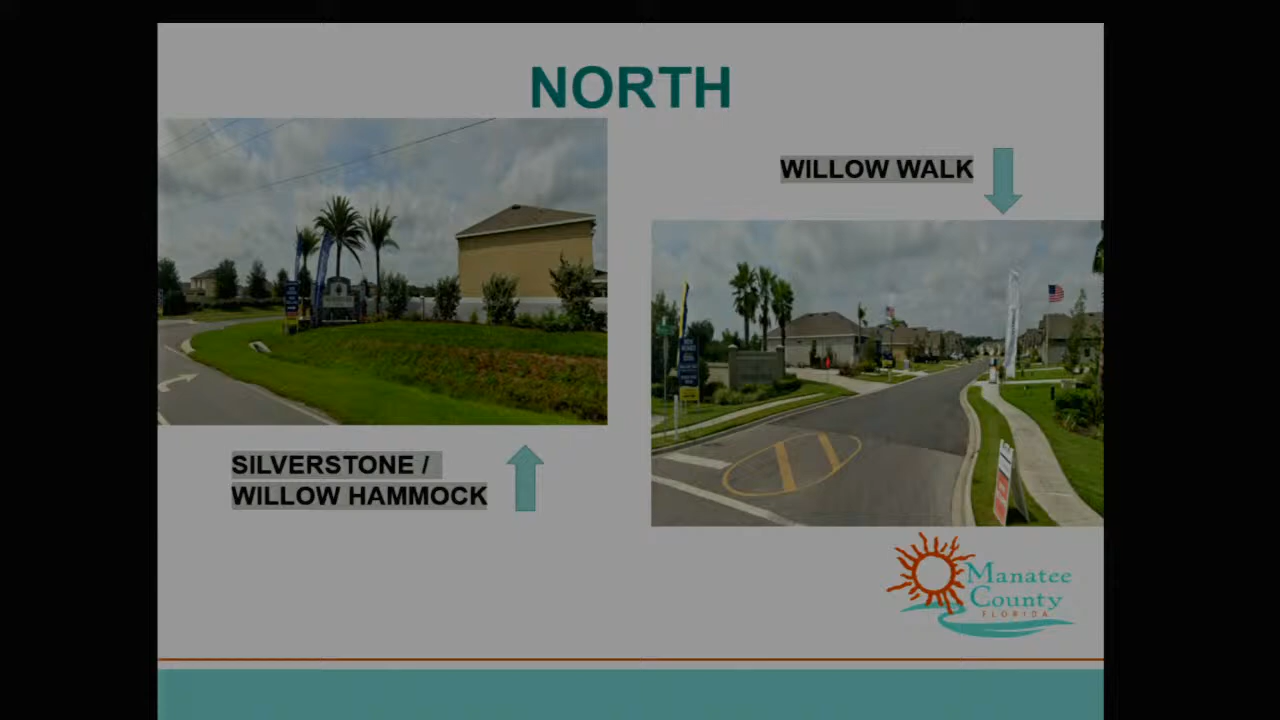 NORTH
WILLOW WALK
SILVERSTONE /
WILLOW HAMMOCK
Manatee
County
FLORIDA